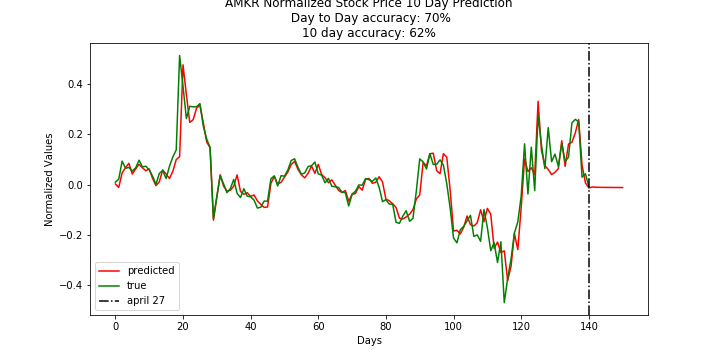 AMKR Normalized Stock Price 10 Day Prediction
Day to Day accuracy: 70%
10 day accuracy: 62%
Normalized Values
0.4
0.2
0.0
−0.2
−0.4
predicted
true
april 27
0
20
40
60
80
100
120
140
Days